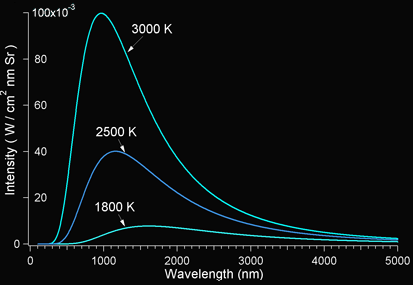 100x10⁻³
3000 K
80
60
2500 K
40
20
1800 K
0
0 1000 2000 3000 4000 5000
Wavelength (nm)
Intensity ( W / cm² nm Sr )